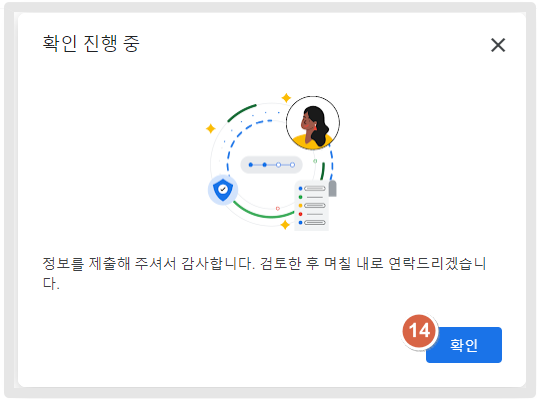 확인 진행 중
정보를 제출해 주셔서 감사합니다. 검토한 후 며칠 내로 연락드리겠습니
다.
14
확인